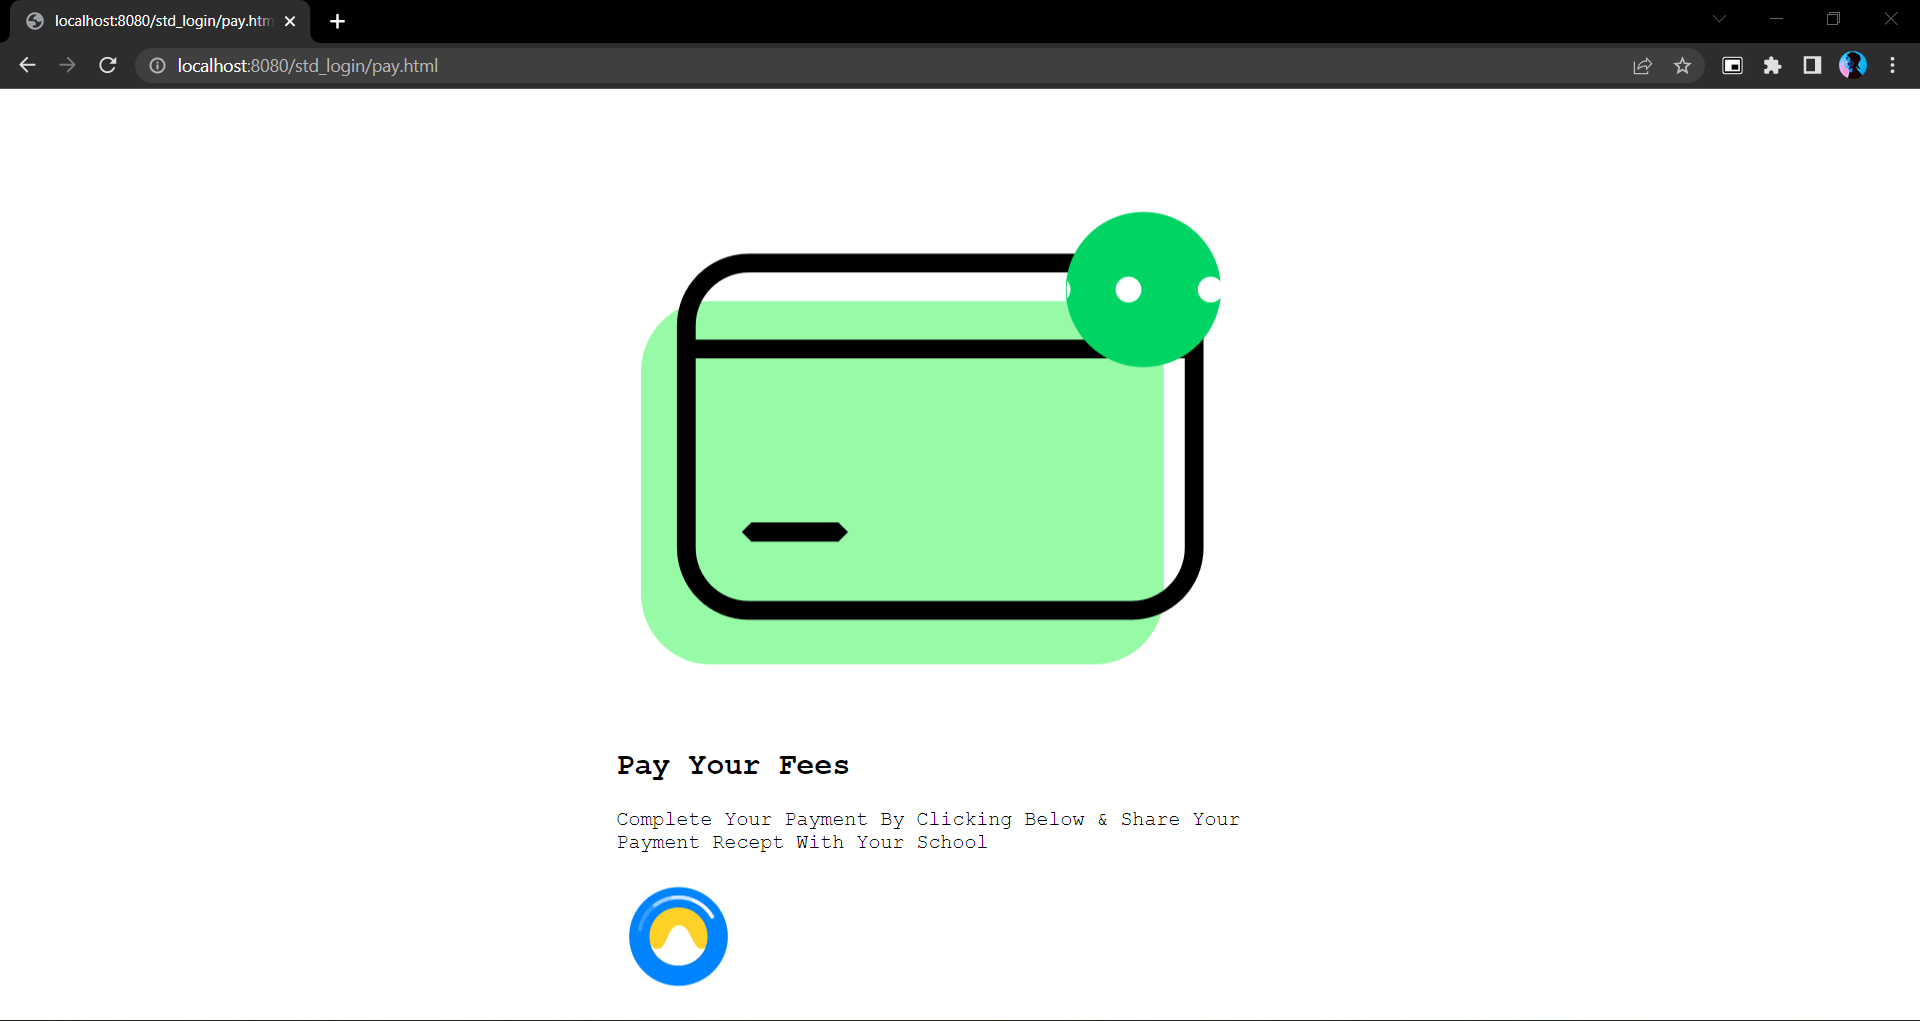 localhost:8080/std_login/pay.htm
localhost:8080/std_login/pay.html
Pay Your Fees
Complete Your Payment By Clicking Below & Share Your
Payment Recept With Your School